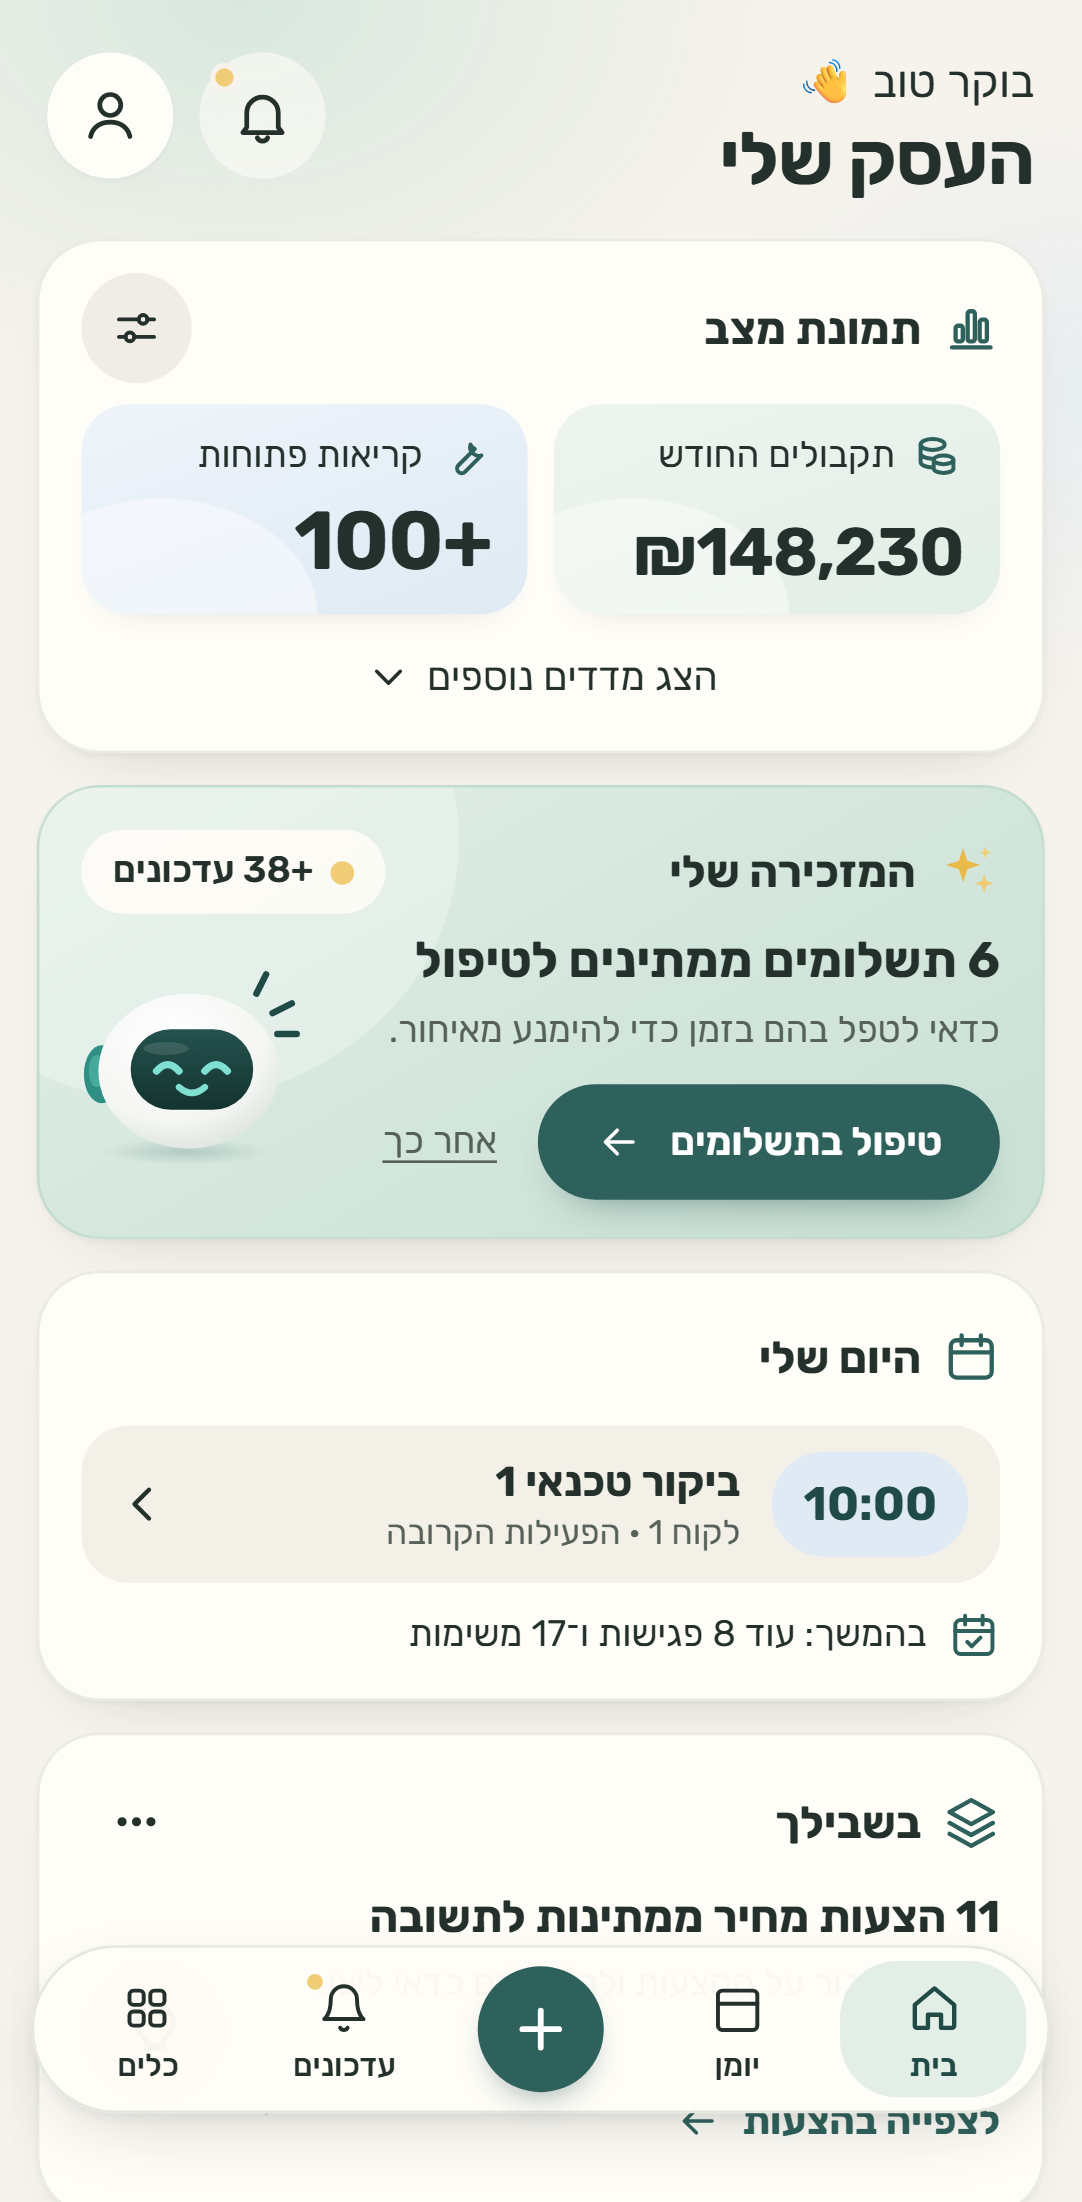 בוקר טוב 👋
העסק שלי
תמונת מצב
תקבולים החודש
₪148,230
קריאות פתוחות
100+
הצג מדדים נוספים
המזכירה שלי
38+ עדכונים
6 תשלומים ממתינים לטיפול
כדאי לטפל בהם בזמן כדי להימנע מאיחור.
טיפול בתשלומים
אחר כך
היום שלי
10:00
ביקור טכנאי 1
לקוח 1 • הפעילות הקרובה
בהמשך: עוד 8 פגישות ו־17 משימות
בשבילך
11 הצעות מחיר ממתינות לתשובה
בית
יומן
עדכונים
כלים
לצפייה בהצעות